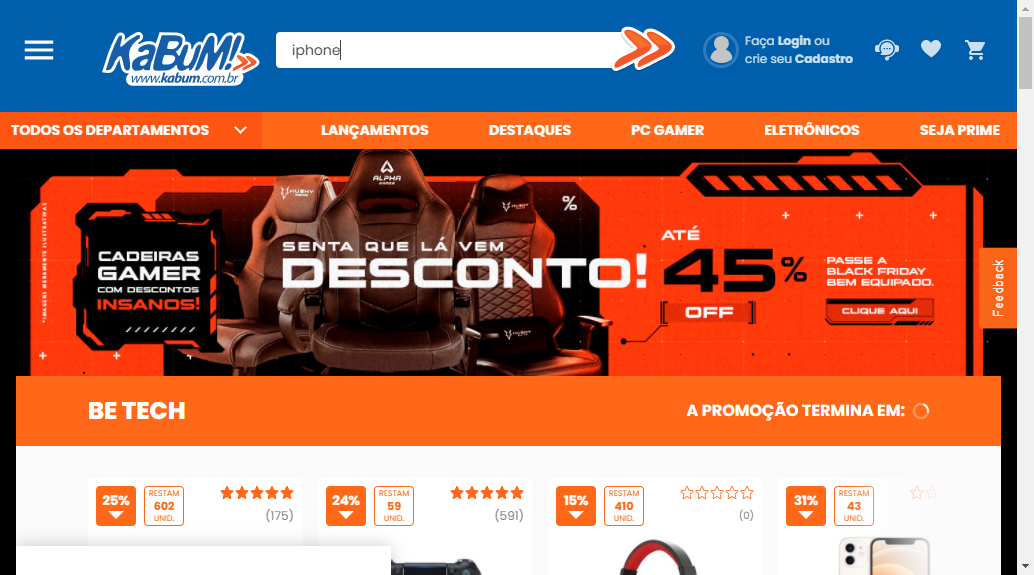 KaBuM!
www.kabum.com.br
iphone
Faça Login ou
crie seu Cadastro
TODOS OS DEPARTAMENTOS
LANÇAMENTOS
DESTAQUES
PC GAMER
ELETRÔNICOS
SEJA PRIME
*IMAGENS MERAMENTE ILUSTRATIVAS
CADEIRAS
GAMER
COM DESCONTOS
INSANOS!
HUSKY
ALPHA
GAMER
HUSKY
%
SENTA QUE LÁ VEM
DESCONTO!
HUSKY
ATÉ
45%
OFF
PASSE A
BLACK FRIDAY
BEM EQUIPADO.
CLIQUE AQUI
Feedback
BE TECH
A PROMOÇÃO TERMINA EM:
25%
RESTAM
602
UNID.
(175)
24%
RESTAM
59
UNID.
(591)
15%
RESTAM
410
UNID.
(0)
31%
RESTAM
43
UNID.